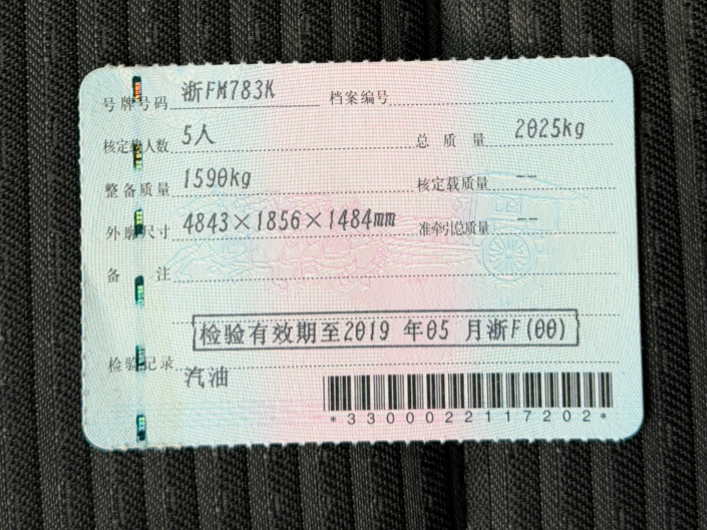 号牌号码 浙FM783K 档案编号
核定载人数 5人 总质量 2025kg
整备质量 1590kg 核定载质量 --
外廓尺寸 4843×1856×1484mm 准牵引总质量 --
备注
检验有效期至2019 年05 月浙F(00)
检验记录
汽油
*3300022117202*